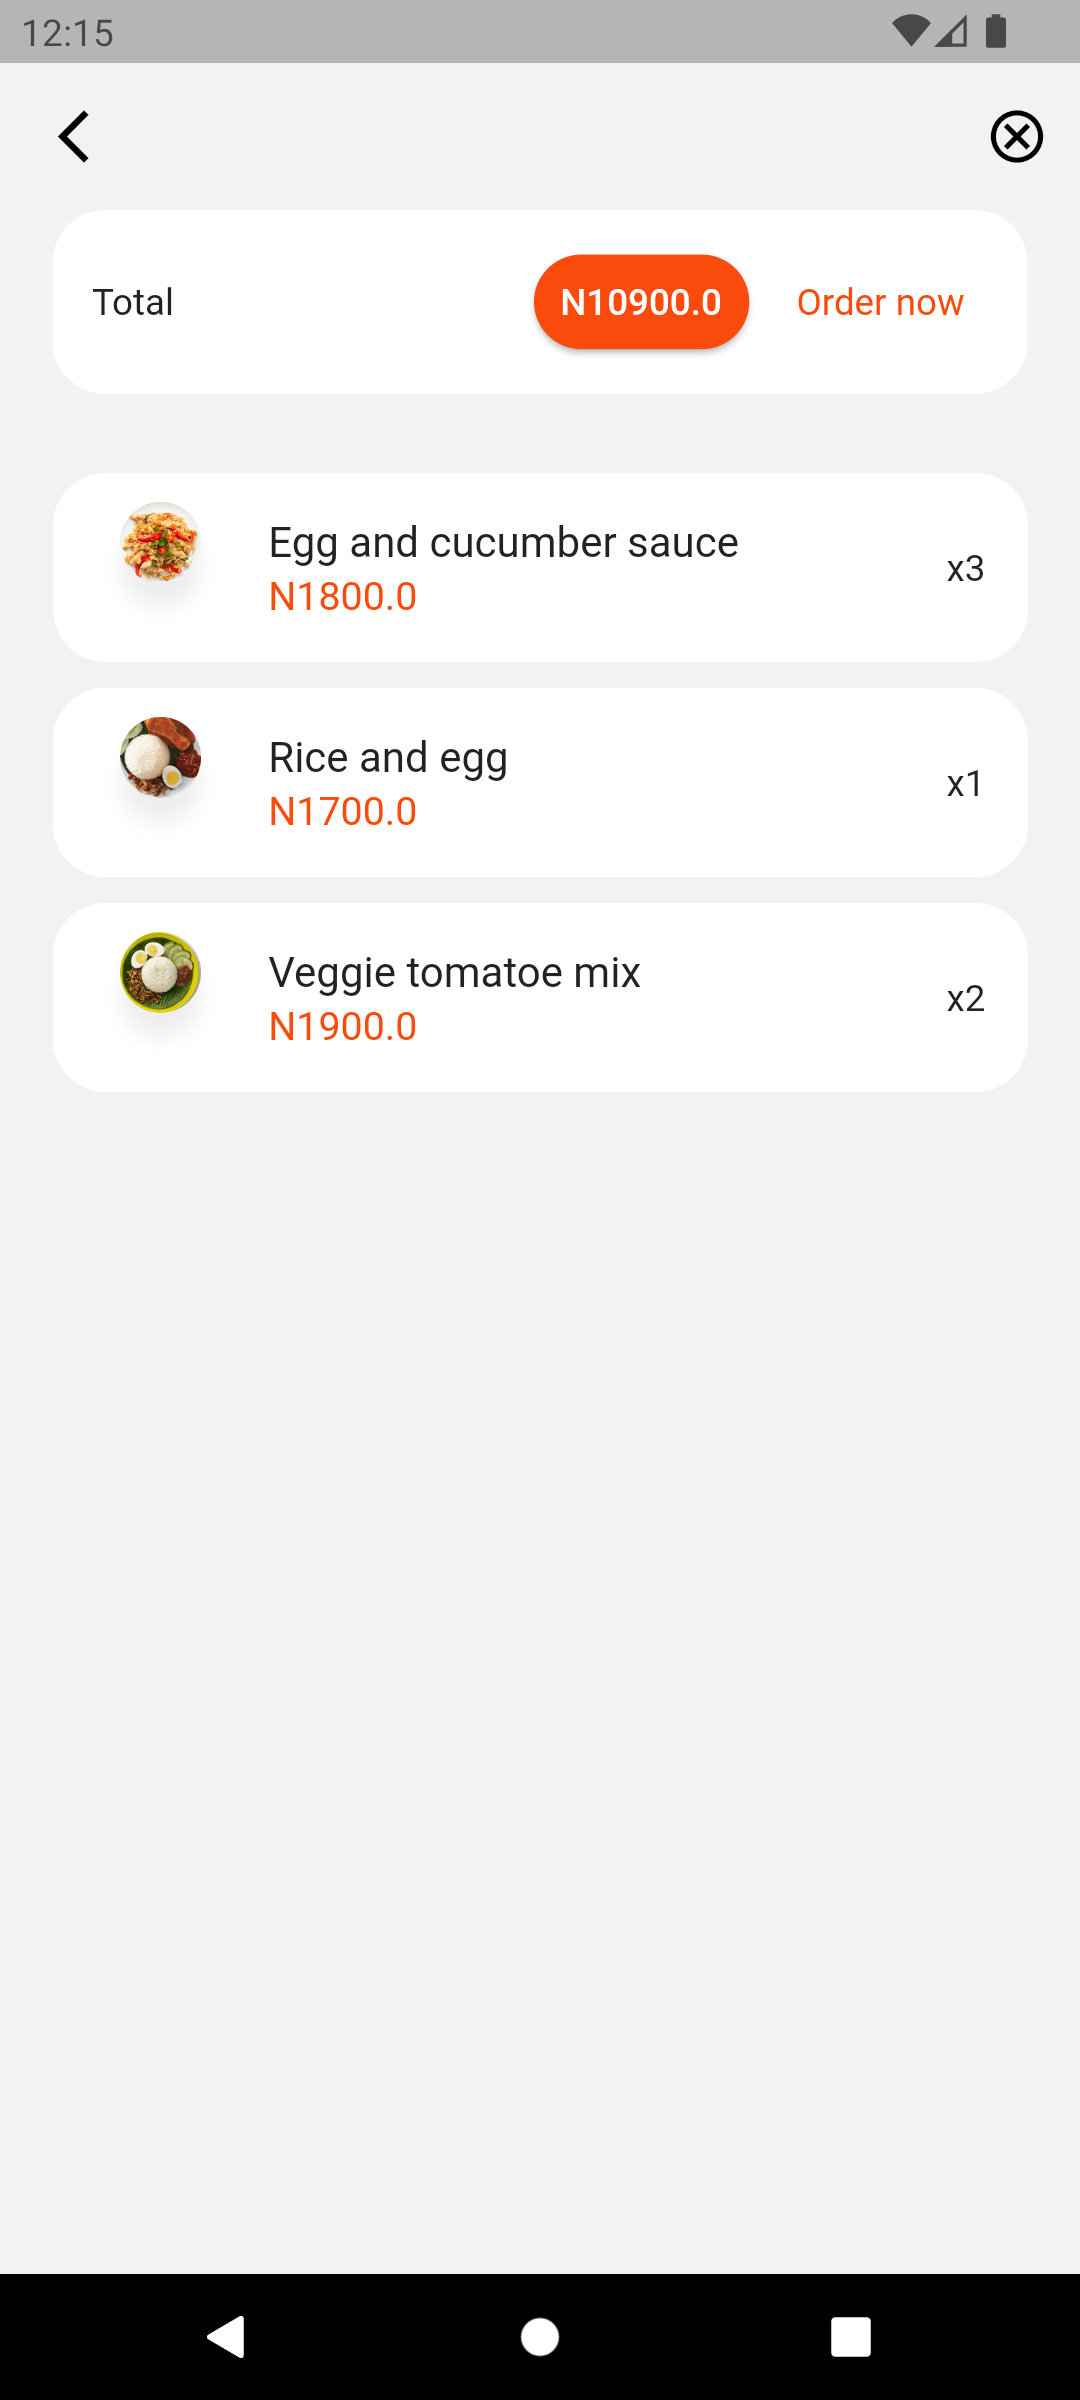 12:15
Total N10900.0 Order now
Egg and cucumber sauce
N1800.0
x3
Rice and egg
N1700.0
x1
Veggie tomatoe mix
N1900.0
x2